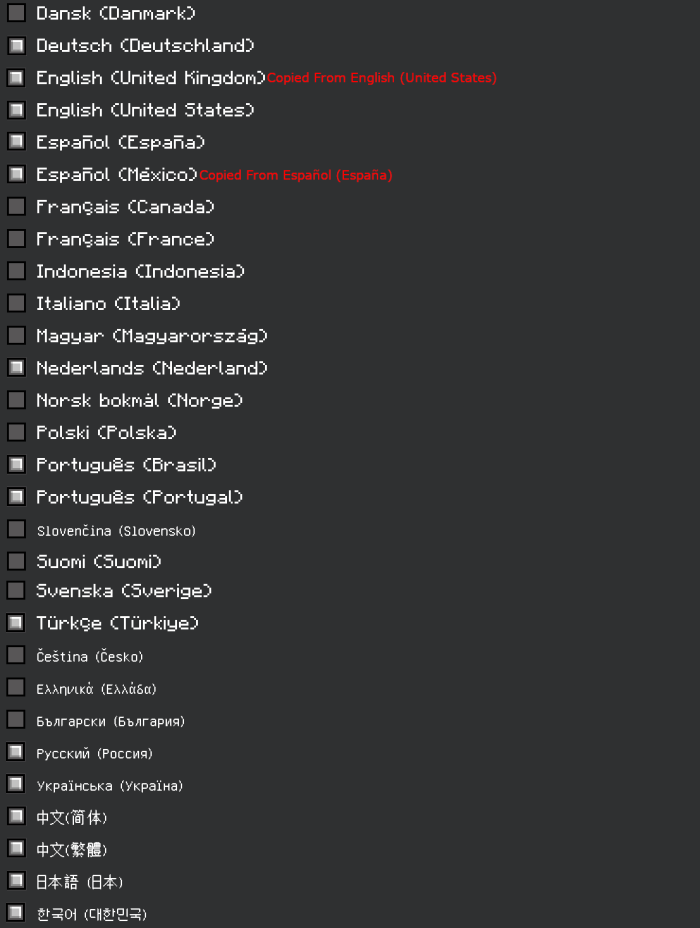 Dansk (Danmark)
Deutsch (Deutschland)
English (United Kingdom)Copied From English (United States)
English (United States)
Español (España)
Español (México)Copied From Español (España)
Français (Canada)
Français (France)
Indonesia (Indonesia)
Italiano (Italia)
Magyar (Magyarország)
Nederlands (Nederland)
Norsk bokmål (Norge)
Polski (Polska)
Português (Brasil)
Português (Portugal)
Slovenčina (Slovensko)
Suomi (Suomi)
Svenska (Sverige)
Türkçe (Türkiye)
Čeština (Česko)
Ελληνικά (Ελλάδα)
Български (България)
Русский (Россия)
Українська (Україна)
中文(简体)
中文(繁體)
日本語 (日本)
한국어 (대한민국)